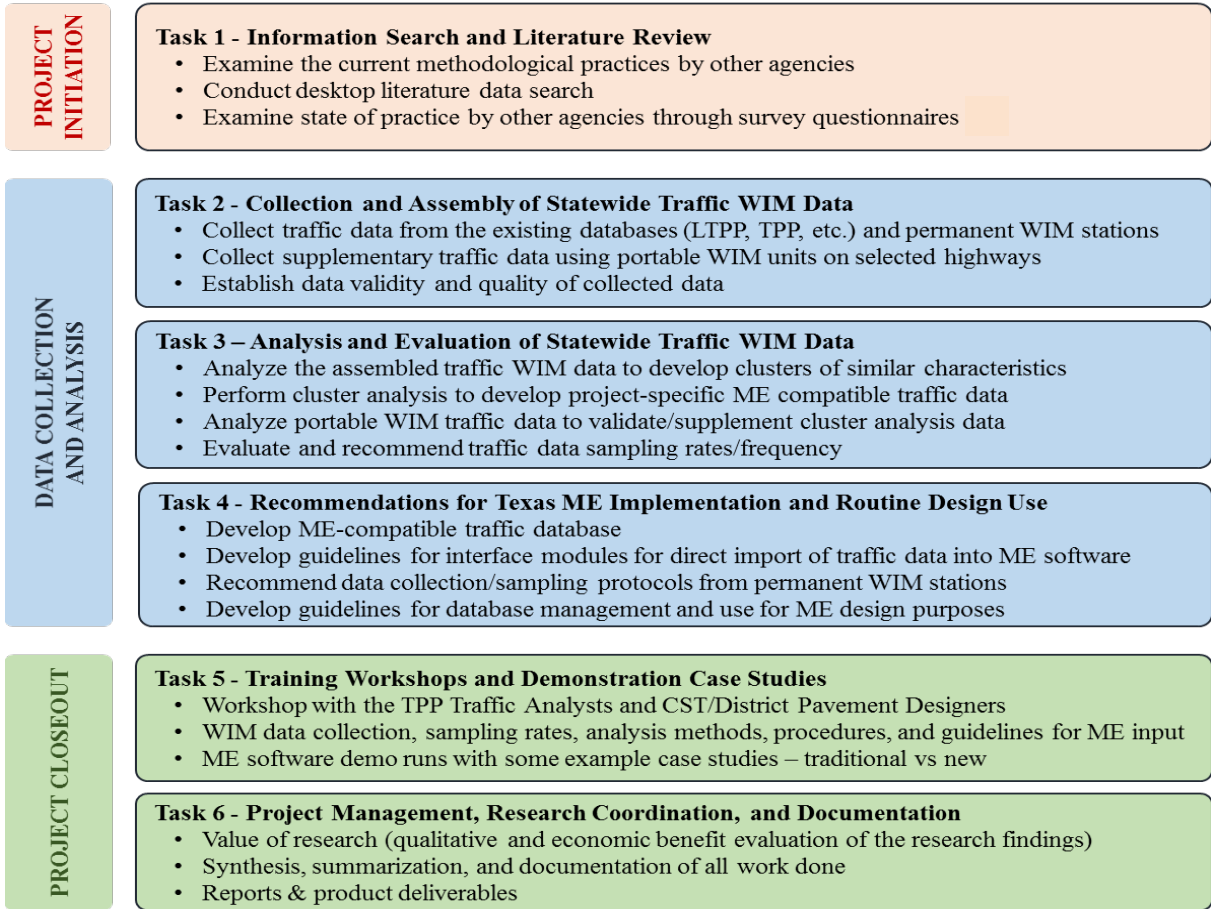 PROJECT
INITIATION
Task 1 - Information Search and Literature Review
• Examine the current methodological practices by other agencies
• Conduct desktop literature data search
• Examine state of practice by other agencies through survey questionnaires
DATA COLLECTION
AND ANALYSIS
Task 2 - Collection and Assembly of Statewide Traffic WIM Data
• Collect traffic data from the existing databases (LTPP, TPP, etc.) and permanent WIM stations
• Collect supplementary traffic data using portable WIM units on selected highways
• Establish data validity and quality of collected data
Task 3 – Analysis and Evaluation of Statewide Traffic WIM Data
• Analyze the assembled traffic WIM data to develop clusters of similar characteristics
• Perform cluster analysis to develop project-specific ME compatible traffic data
• Analyze portable WIM traffic data to validate/supplement cluster analysis data
• Evaluate and recommend traffic data sampling rates/frequency
Task 4 - Recommendations for Texas ME Implementation and Routine Design Use
• Develop ME-compatible traffic database
• Develop guidelines for interface modules for direct import of traffic data into ME software
• Recommend data collection/sampling protocols from permanent WIM stations
• Develop guidelines for database management and use for ME design purposes
PROJECT CLOSEOUT
Task 5 - Training Workshops and Demonstration Case Studies
• Workshop with the TPP Traffic Analysts and CST/District Pavement Designers
• WIM data collection, sampling rates, analysis methods, procedures, and guidelines for ME input
• ME software demo runs with some example case studies – traditional vs new
Task 6 - Project Management, Research Coordination, and Documentation
• Value of research (qualitative and economic benefit evaluation of the research findings)
• Synthesis, summarization, and documentation of all work done
• Reports & product deliverables